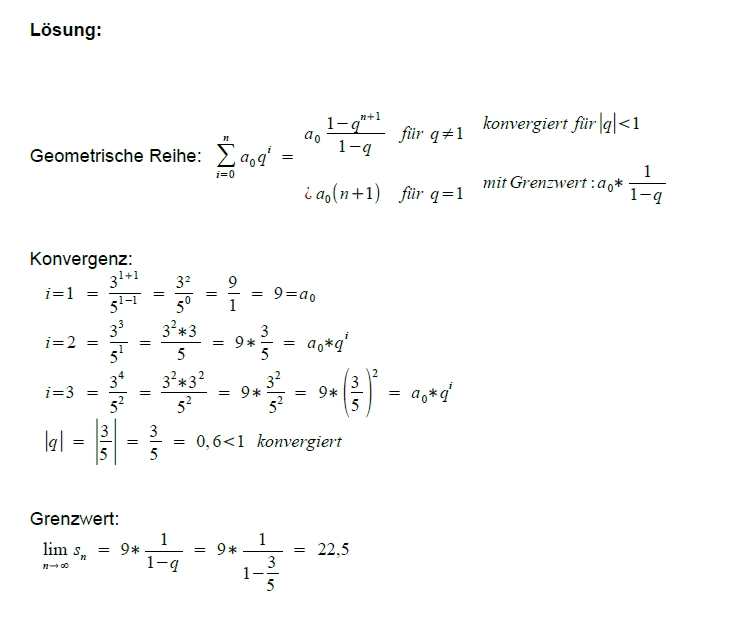 Lösung:
Geometrische Reihe: \sum_{i=0}^{n} a_0 q^i = a_0 \frac{1-q^{n+1}}{1-q} für q≠1 konvergiert für |q|<1
¿ a_0(n+1) für q=1 mit Grenzwert : a_0* \frac{1}{1-q}
Konvergenz:
i=1 = \frac{3^{1+1}}{5^{1-1}} = \frac{3^2}{5^0} = \frac{9}{1} = 9=a_0
i=2 = \frac{3^3}{5^1} = \frac{3^2*3}{5} = 9* \frac{3}{5} = a_0*q^i
i=3 = \frac{3^4}{5^2} = \frac{3^2*3^2}{5^2} = 9* \frac{3^2}{5^2} = 9* \left(\frac{3}{5}\right)^2 = a_0*q^i
|q| = \left|\frac{3}{5}\right| = \frac{3}{5} = 0,6<1 konvergiert
Grenzwert:
\lim_{n→∞} s_n = 9* \frac{1}{1-q} = 9* \frac{1}{1-\frac{3}{5}} = 22,5